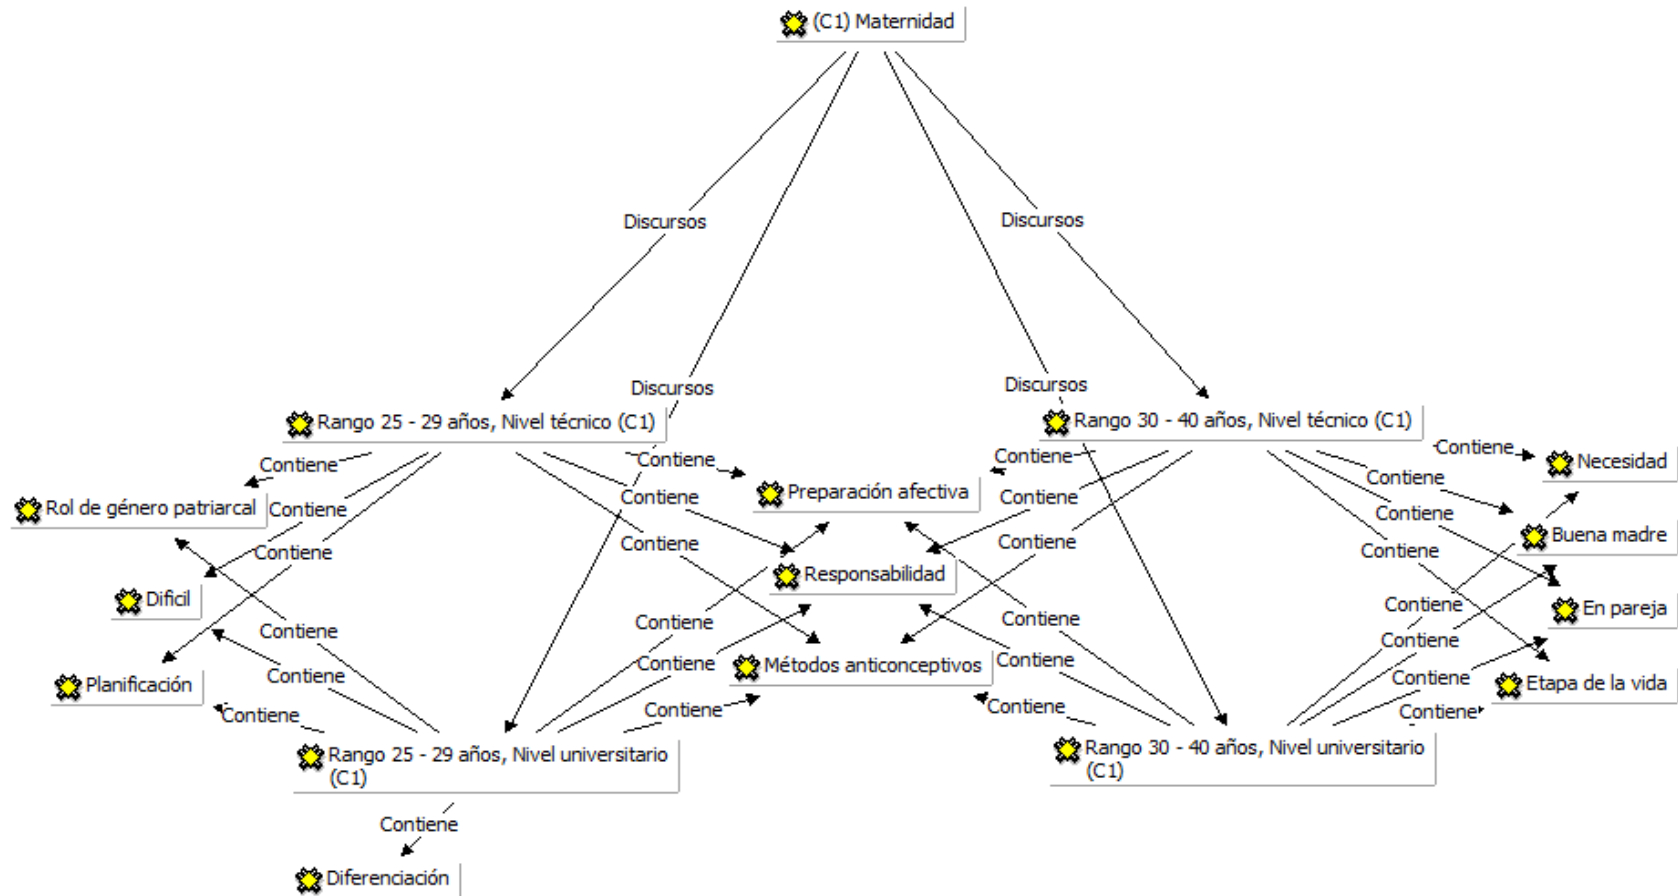 (C1) Maternidad
Discursos
Discursos
Discursos
Discursos
Rango 25 - 29 años, Nivel técnico (C1)
Rango 30 - 40 años, Nivel técnico (C1)
Contiene
Contiene
Contiene
Contiene
Necesidad
Preparación afectiva
Rol de género patriarcal
Contiene
Contiene
Contiene
Contiene
Buena madre
Contiene
Contiene
Contiene
Contiene
Responsabilidad
Dificil
En pareja
Contiene
Contiene
Contiene
Contiene
Métodos anticonceptivos
Contiene
Contiene
Contiene
Contiene
Planificación
Etapa de la vida
Contiene
Contiene
Contiene
Contiene
Rango 25 - 29 años, Nivel universitario
(C1)
Rango 30 - 40 años, Nivel universitario
(C1)
Contiene
Diferenciación